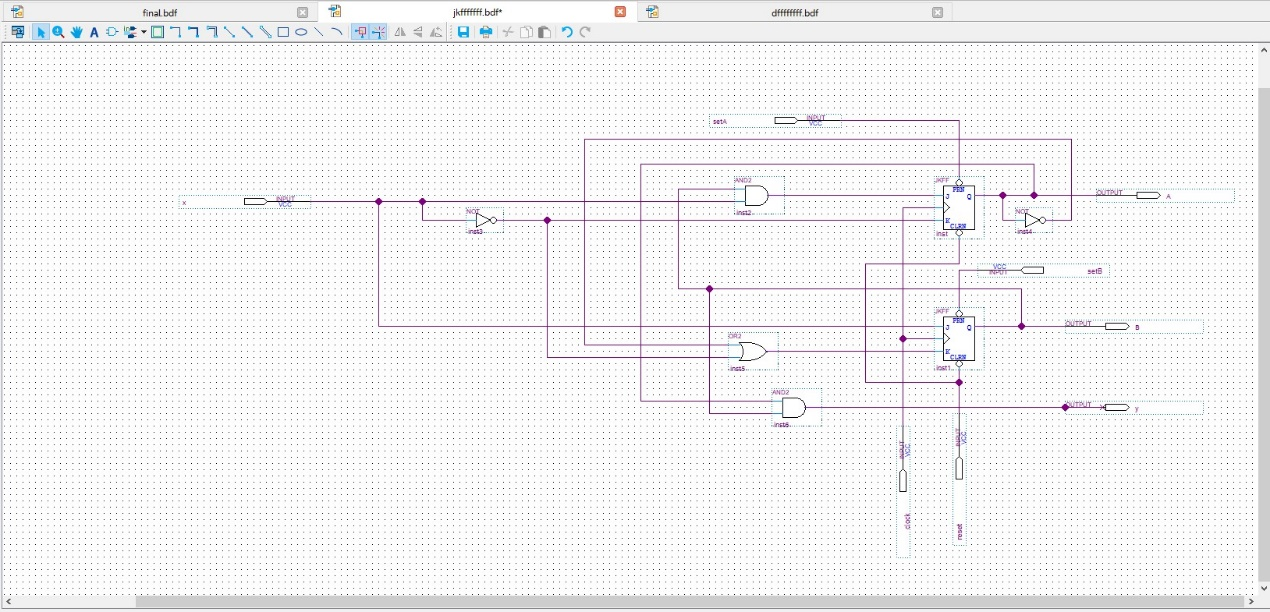 final.bdf
jkfffffff.bdf*
dffffffff.bdf
A
setA
INPUT
VCC
AND2
inst2
JKFF
PRN
J
Q
K
CLRN
inst
OUTPUT
A
x
INPUT
VCC
NOT
inst3
NOT
inst4
VCC
INPUT
setB
JKFF
PRN
J
Q
K
CLRN
inst1
OUTPUT
B
OR2
inst5
AND2
inst6
OUTPUT
y
INPUT
VCC
clock
INPUT
VCC
reset